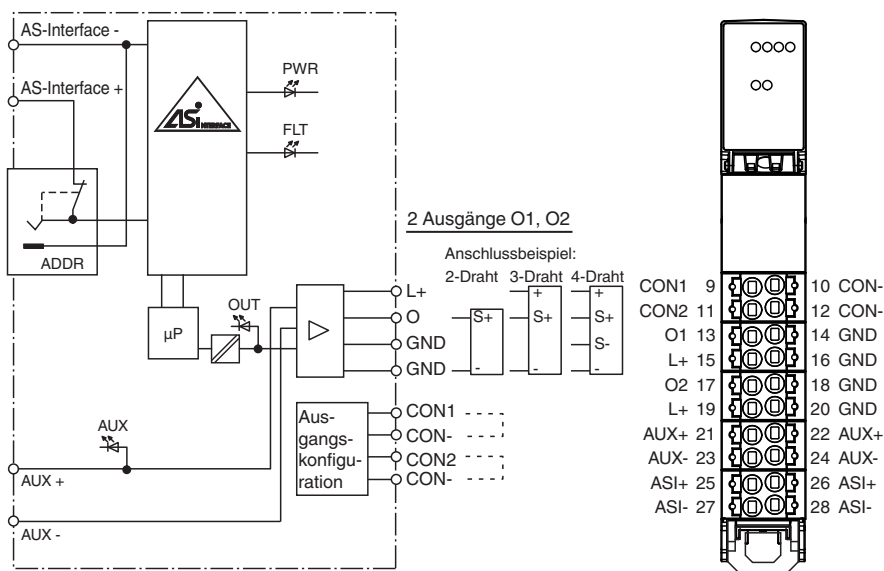 AS-Interface -
AS-Interface +
ASi
INTERFACE
PWR
FLT
ADDR
2 Ausgänge O1, O2
Anschlussbeispiel:
2-Draht 3-Draht 4-Draht
L+
O
GND
GND
S+
-
+
S+
-
+
S+
S-
-
OUT
µP
AUX
Aus-
gangs-
konfigu-
ration
CON1
CON-
CON2
CON-
AUX +
AUX -
CON1 9 10 CON-
CON2 11 12 CON-
O1 13 14 GND
L+ 15 16 GND
O2 17 18 GND
L+ 19 20 GND
AUX+ 21 22 AUX+
AUX- 23 24 AUX-
ASI+ 25 26 ASI+
ASI- 27 28 ASI-